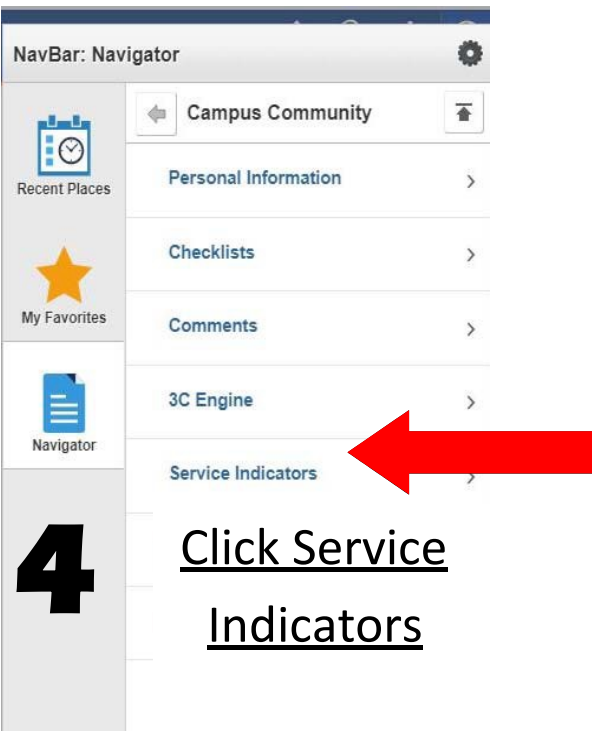 NavBar: Navigator
Campus Community
Recent Places
Personal Information
Checklists
My Favorites
Comments
3C Engine
Navigator
Service Indicators
4
Click Service
Indicators